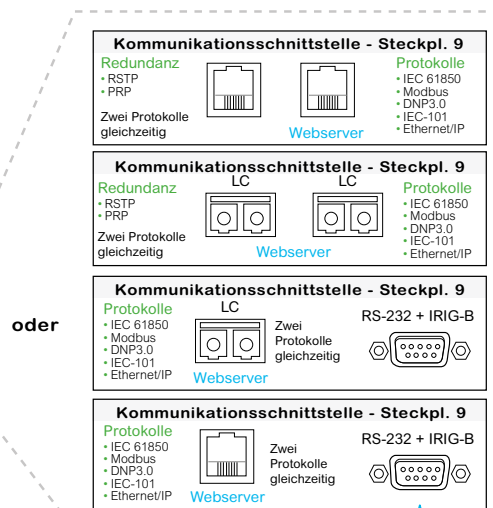 Kommunikationsschnittstelle - Steckpl. 9
Redundanz
• RSTP
• PRP
Zwei Protokolle
gleichzeitig
Webserver
Protokolle
• IEC 61850
• Modbus
• DNP3.0
• IEC-101
• Ethernet/IP
Kommunikationsschnittstelle - Steckpl. 9
Redundanz
• RSTP
• PRP
Zwei Protokolle
gleichzeitig
LC
LC
Webserver
Protokolle
• IEC 61850
• Modbus
• DNP3.0
• IEC-101
• Ethernet/IP
oder
Kommunikationsschnittstelle - Steckpl. 9
Protokolle
• IEC 61850
• Modbus
• DNP3.0
• IEC-101
• Ethernet/IP
LC
Webserver
Zwei
Protokolle
gleichzeitig
RS-232 + IRIG-B
Kommunikationsschnittstelle - Steckpl. 9
Protokolle
• IEC 61850
• Modbus
• DNP3.0
• IEC-101
• Ethernet/IP
Webserver
Zwei
Protokolle
gleichzeitig
RS-232 + IRIG-B